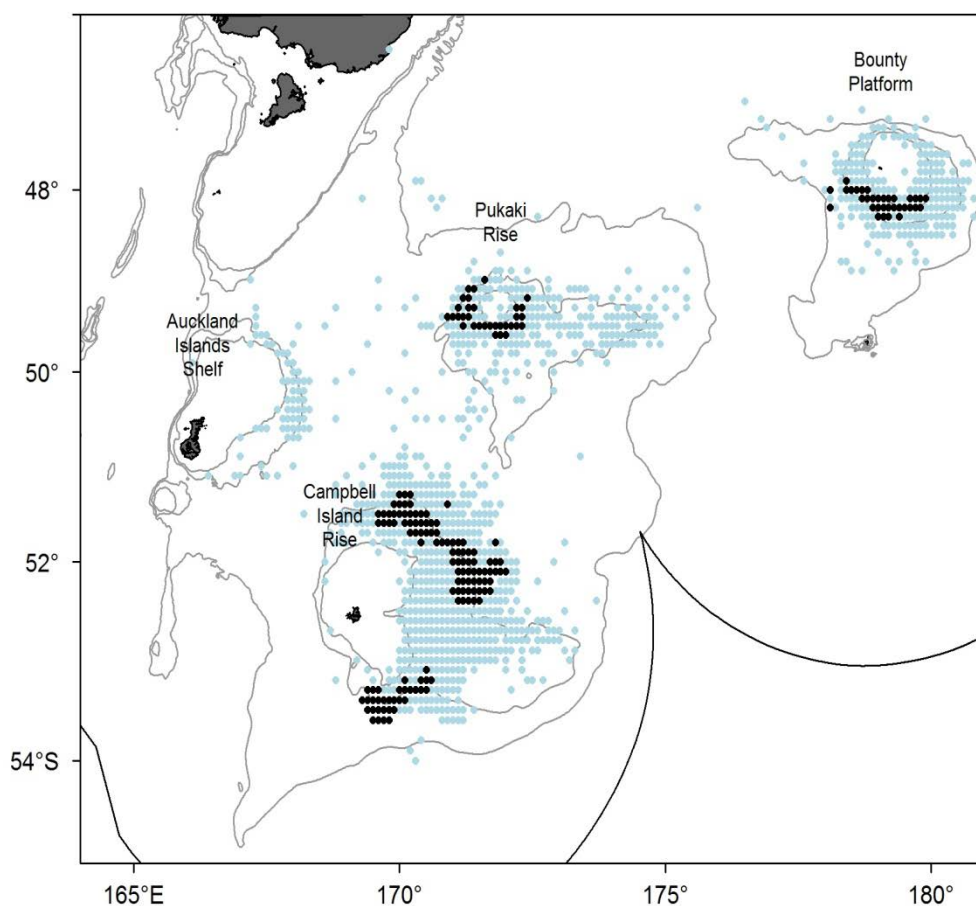 Bounty
Platform
48°
Pukaki
Rise
Auckland
Islands
Shelf
50°
Campbell
Island
Rise
52°
54°S
165°E
170°
175°
180°